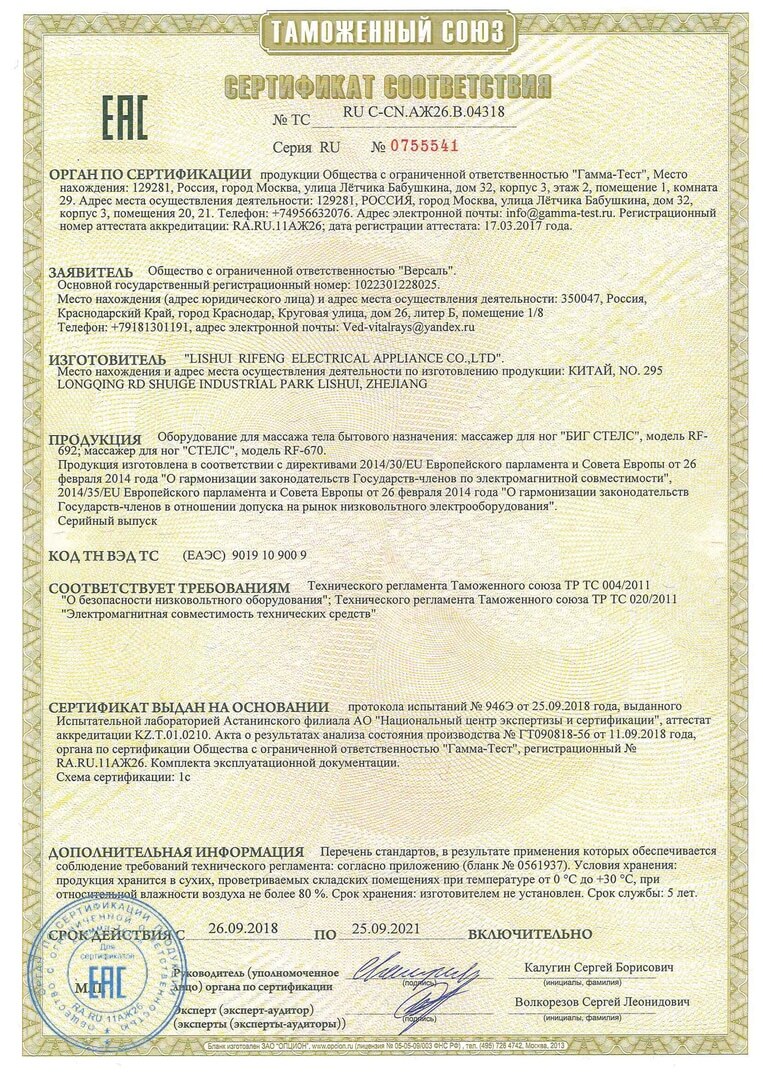 ТАМОЖЕННЫЙ СОЮЗ
СЕРТИФИКАТ СООТВЕТСТВИЯ
EAC
№ ТС RU C-CN.АЖ26.В.04318
Серия RU № 0755541
ОРГАН ПО СЕРТИФИКАЦИИ продукции Общества с ограниченной ответственностью "Гамма-Тест", Место
нахождения: 129281, Россия, город Москва, улица Лётчика Бабушкина, дом 32, корпус 3, этаж 2, помещение 1, комната
29. Адрес места осуществления деятельности: 129281, РОССИЯ, город Москва, улица Лётчика Бабушкина, дом 32,
корпус 3, помещения 20, 21. Телефон: +74956632076. Адрес электронной почты: info@gamma-test.ru. Регистрационный
номер аттестата аккредитации: RA.RU.11АЖ26; дата регистрации аттестата: 17.03.2017 года.
ЗАЯВИТЕЛЬ Общество с ограниченной ответственностью "Версаль".
Основной государственный регистрационный номер: 1022301228025.
Место нахождения (адрес юридического лица) и адрес места осуществления деятельности: 350047, Россия,
Краснодарский Край, город Краснодар, Круговая улица, дом 26, литер Б, помещение 1/8
Телефон: +79181301191, адрес электронной почты: Ved-vitalrays@yandex.ru
ИЗГОТОВИТЕЛЬ "LISHUI RIFENG ELECTRICAL APPLIANCE CO.,LTD".
Место нахождения и адрес места осуществления деятельности по изготовлению продукции: КИТАЙ, NO. 295
LONGQING RD SHUIGE INDUSTRIAL PARK LISHUI, ZHEJIANG
ПРОДУКЦИЯ Оборудование для массажа тела бытового назначения: массажер для ног "БИГ СТЕЛС", модель RF-
692; массажер для ног "СТЕЛС", модель RF-670.
Продукция изготовлена в соответствии с директивами 2014/30/EU Европейского парламента и Совета Европы от 26
февраля 2014 года "О гармонизации законодательств Государств-членов по электромагнитной совместимости",
2014/35/EU Европейского парламента и Совета Европы от 26 февраля 2014 года "О гармонизации законодательств
Государств-членов в отношении допуска на рынок низковольтного электрооборудования".
Серийный выпуск
КОД ТН ВЭД ТС (ЕАЭС) 9019 10 900 9
СООТВЕТСТВУЕТ ТРЕБОВАНИЯМ Технического регламента Таможенного союза ТР ТС 004/2011
"О безопасности низковольтного оборудования"; Технического регламента Таможенного союза ТР ТС 020/2011
"Электромагнитная совместимость технических средств"
СЕРТИФИКАТ ВЫДАН НА ОСНОВАНИИ протокола испытаний № 946Э от 25.09.2018 года, выданного
Испытательной лабораторией Астанинского филиала АО "Национальный центр экспертизы и сертификации", аттестат
аккредитации KZ.T.01.0210. Акта о результатах анализа состояния производства № ГТ090818-56 от 11.09.2018 года,
органа по сертификации Общества с ограниченной ответственностью "Гамма-Тест", регистрационный №
RA.RU.11АЖ26. Комплекта эксплуатационной документации.
Схема сертификации: 1с
ДОПОЛНИТЕЛЬНАЯ ИНФОРМАЦИЯ Перечень стандартов, в результате применения которых обеспечивается
соблюдение требований технического регламента: согласно приложению (бланк № 0561937). Условия хранения:
продукция хранится в сухих, проветриваемых складских помещениях при температуре от 0 °C до +30 °C, при
относительной влажности воздуха не более 80 %. Срок хранения: изготовителем не установлен. Срок службы: 5 лет.
СРОК ДЕЙСТВИЯ С 26.09.2018 ПО 25.09.2021 ВКЛЮЧИТЕЛЬНО
Для
сертификатов
EAC
RA.RU 11АЖ26
М.П.
Руководитель (уполномоченное
лицо) органа по сертификации
(подпись)
Калугин Сергей Борисович
(инициалы, фамилия)
Эксперт (эксперт-аудитор)
(эксперты (эксперты-аудиторы))
(подпись)
Волкорезов Сергей Леонидович
(инициалы, фамилия)
Бланк изготовлен ЗАО "ОПЦИОН", www.opcion.ru (лицензия № 05-05-09/003 ФНС РФ), тел. (495) 726 4742, Москва, 2013